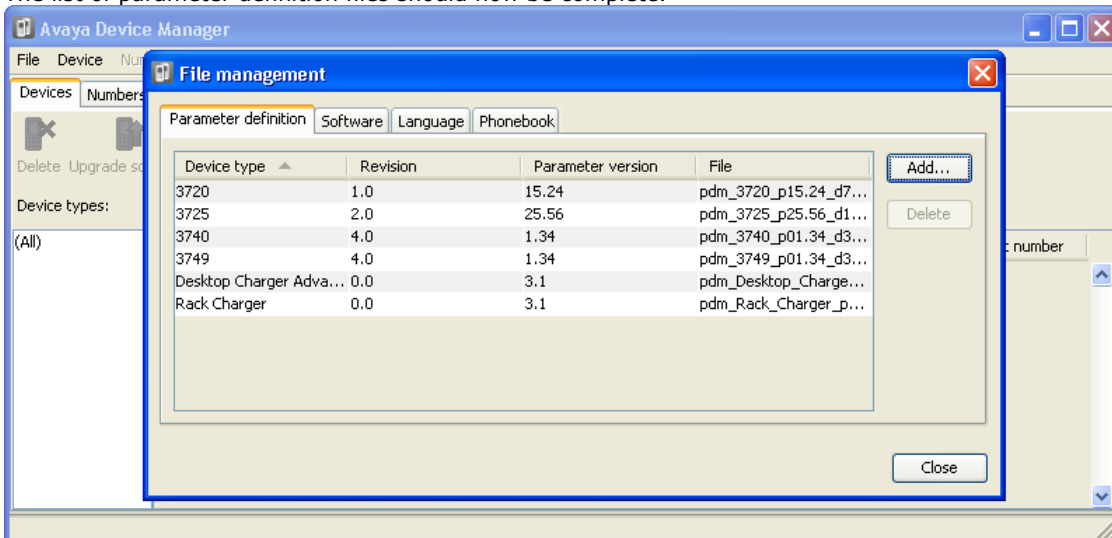 The list of parameter definition files should now be complete.
Avaya Device Manager
File Device Nu
File management
Devices Numbers
Parameter definition Software Language Phonebook
Delete Upgrade so
Device type Revision Parameter version File
Add...
3720 1.0 15.24 pdm_3720_p15.24_d7...
Device types:
3725 2.0 25.56 pdm_3725_p25.56_d1...
Delete
(All)
3740 4.0 1.34 pdm_3740_p01.34_d3...
number
3749 4.0 1.34 pdm_3749_p01.34_d3...
Desktop Charger Adva... 0.0 3.1 pdm_Desktop_Charge...
Rack Charger 0.0 3.1 pdm_Rack_Charger_p...
Close